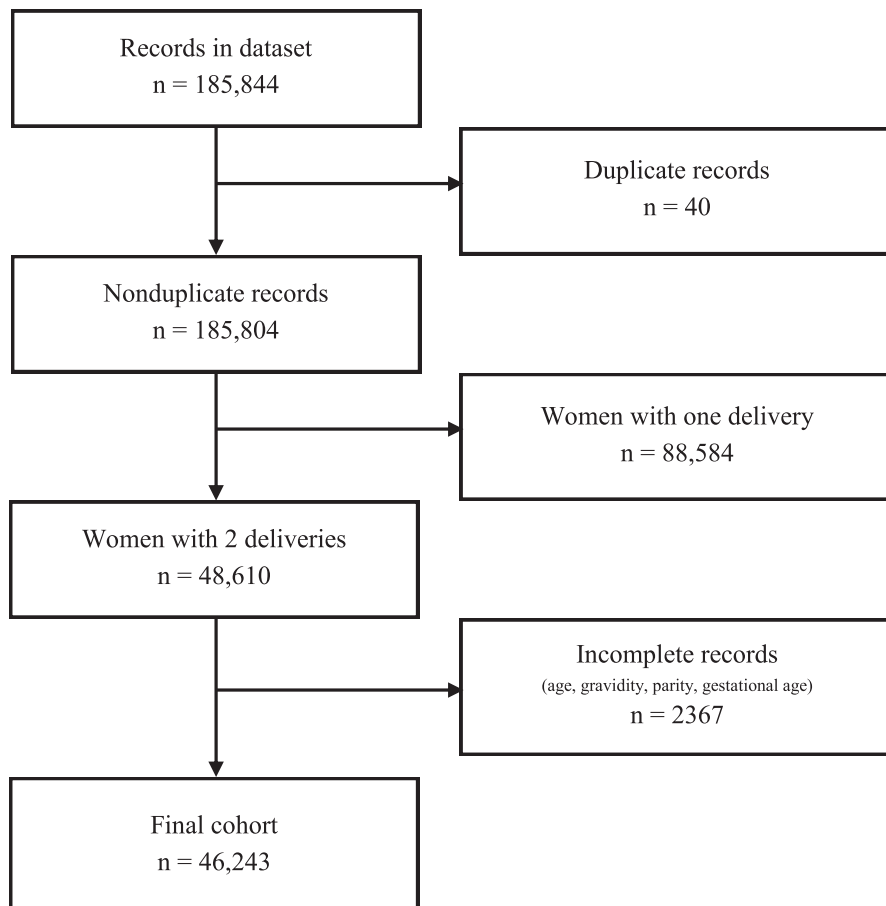 Records in dataset
n = 185,844
Duplicate records
n = 40
Nonduplicate records
n = 185,804
Women with one delivery
n = 88,584
Women with 2 deliveries
n = 48,610
Incomplete records
(age, gravidity, parity, gestational age)
n = 2367
Final cohort
n = 46,243